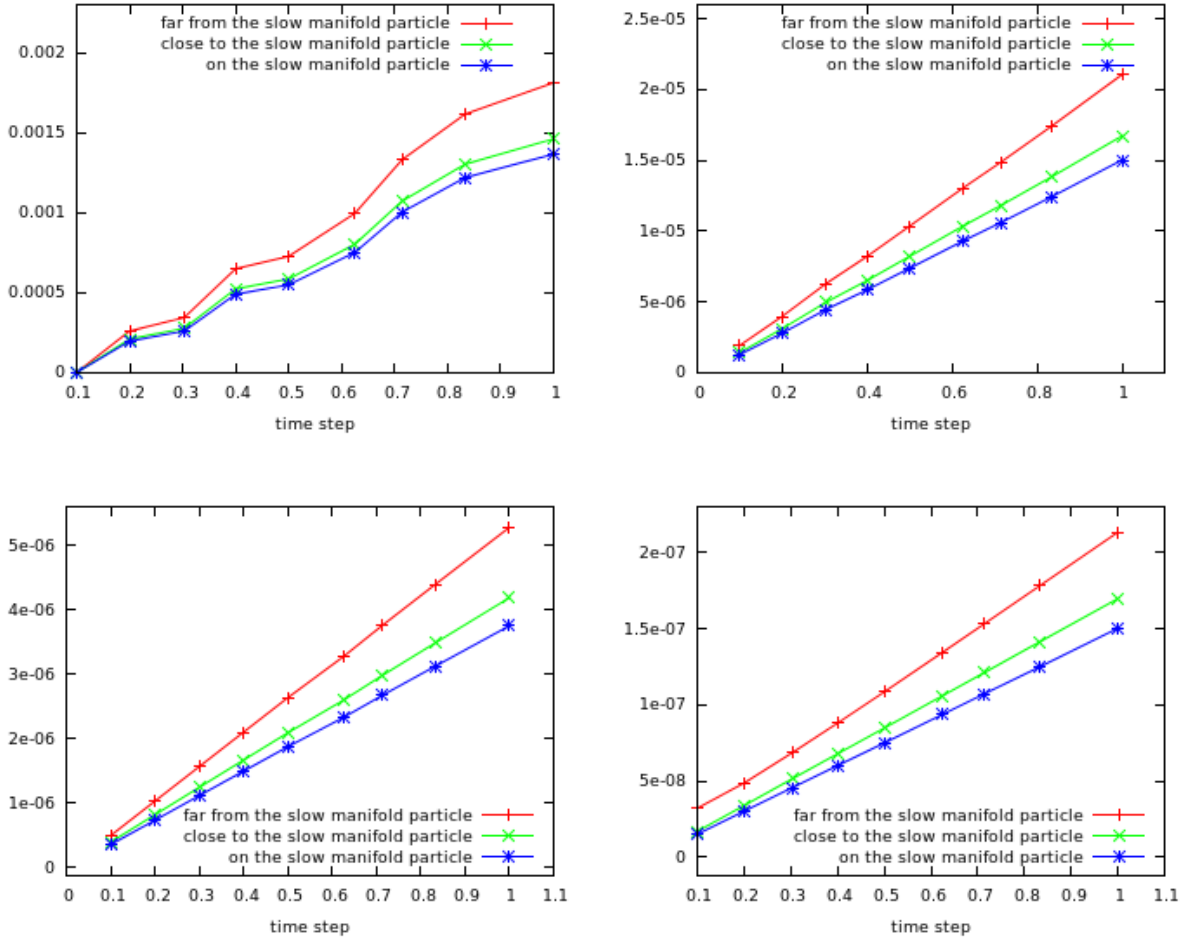 far from the slow manifold particle
close to the slow manifold particle
on the slow manifold particle
0.002
0.0015
0.001
0.0005
0
0.1 0.2 0.3 0.4 0.5 0.6 0.7 0.8 0.9 1
time step
2.5e-05
far from the slow manifold particle
close to the slow manifold particle
on the slow manifold particle
2e-05
1.5e-05
1e-05
5e-06
0
0 0.2 0.4 0.6 0.8 1
time step
5e-06
4e-06
3e-06
2e-06
1e-06
0
far from the slow manifold particle
close to the slow manifold particle
on the slow manifold particle
0 0.1 0.2 0.3 0.4 0.5 0.6 0.7 0.8 0.9 1 1.1
time step
2e-07
1.5e-07
1e-07
5e-08
0
far from the slow manifold particle
close to the slow manifold particle
on the slow manifold particle
0.1 0.2 0.3 0.4 0.5 0.6 0.7 0.8 0.9 1 1.1
time step